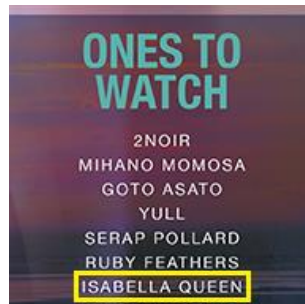 ONES TO
WATCH
2NOIR
MIHANO MOMOSA
GOTO ASATO
YULL
SERAP POLLARD
RUBY FEATHERS
ISABELLA QUEEN